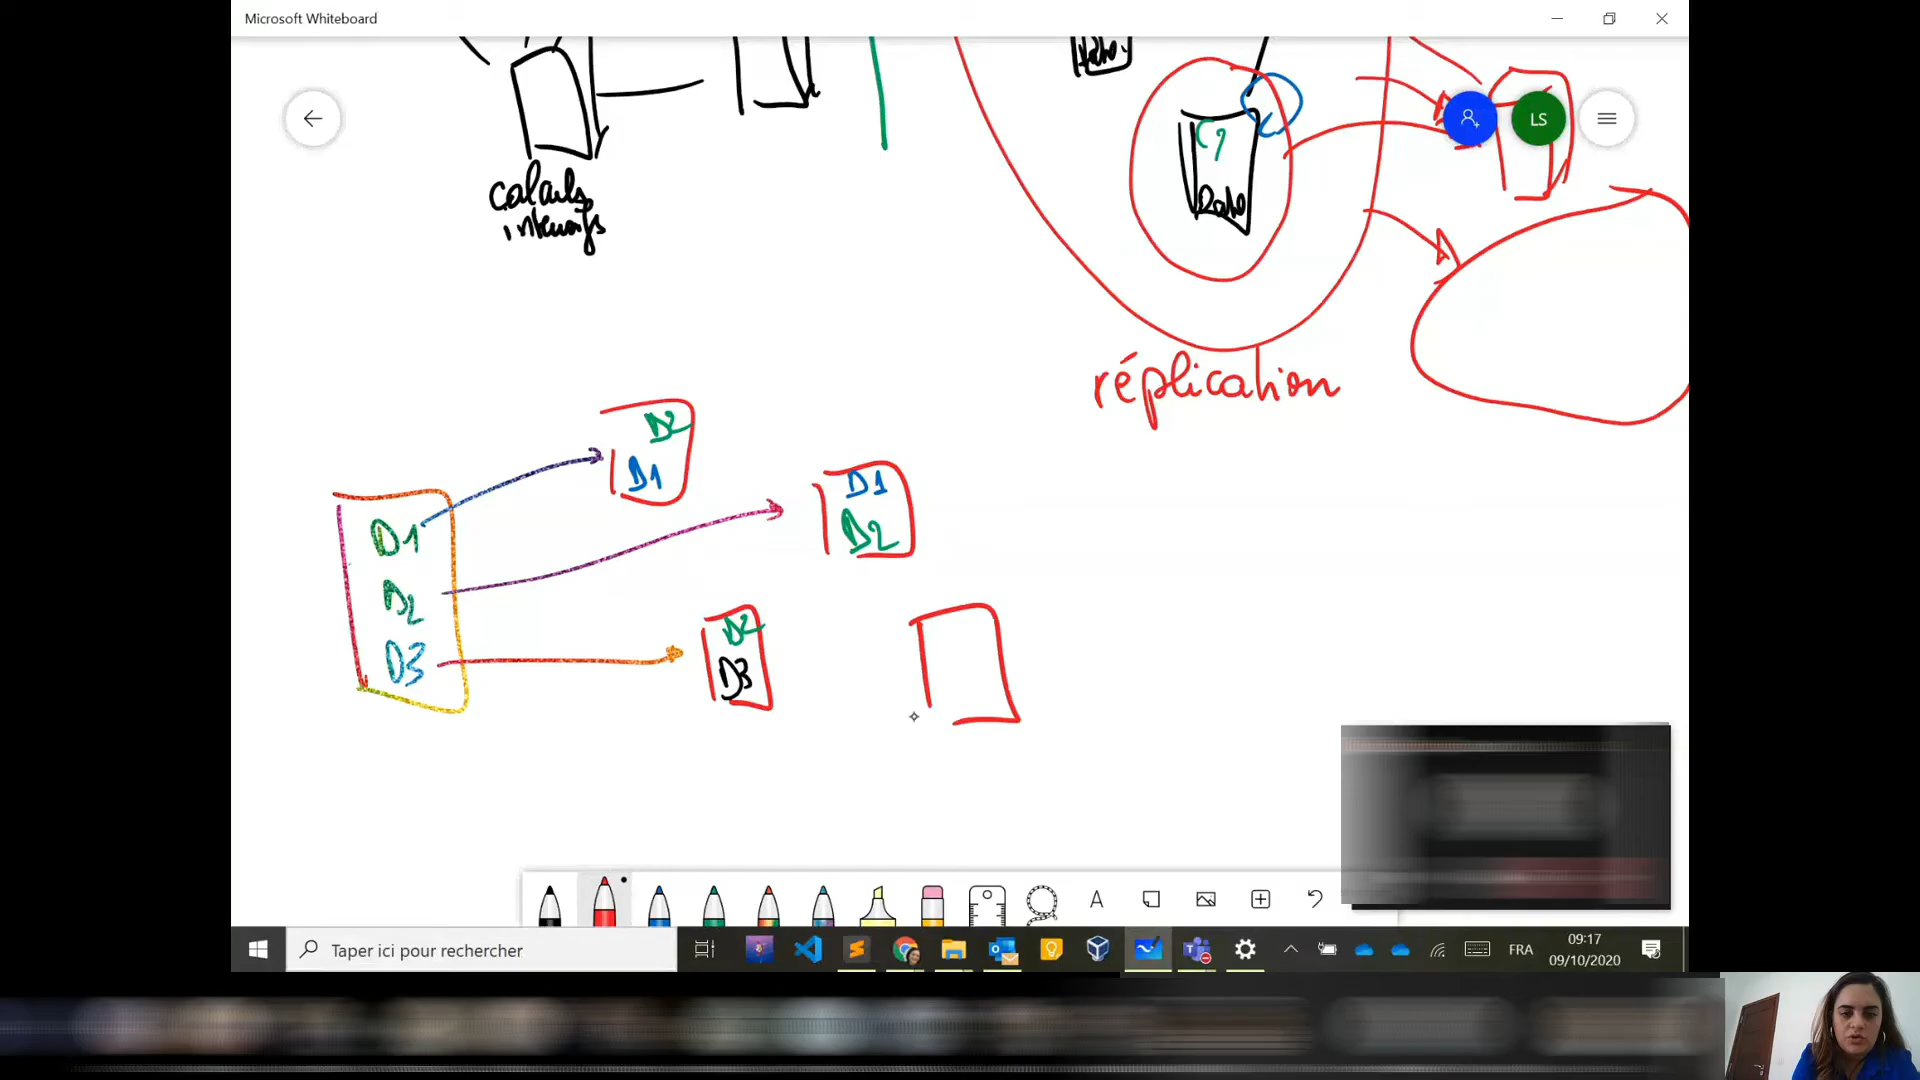 Microsoft Whiteboard
LS
calculs
intensifs
Data
réplication
D2
D1
D1
D2
D1
D2
D3
D2
D3
A
Taper ici pour rechercher
FRA
09:17
09/10/2020